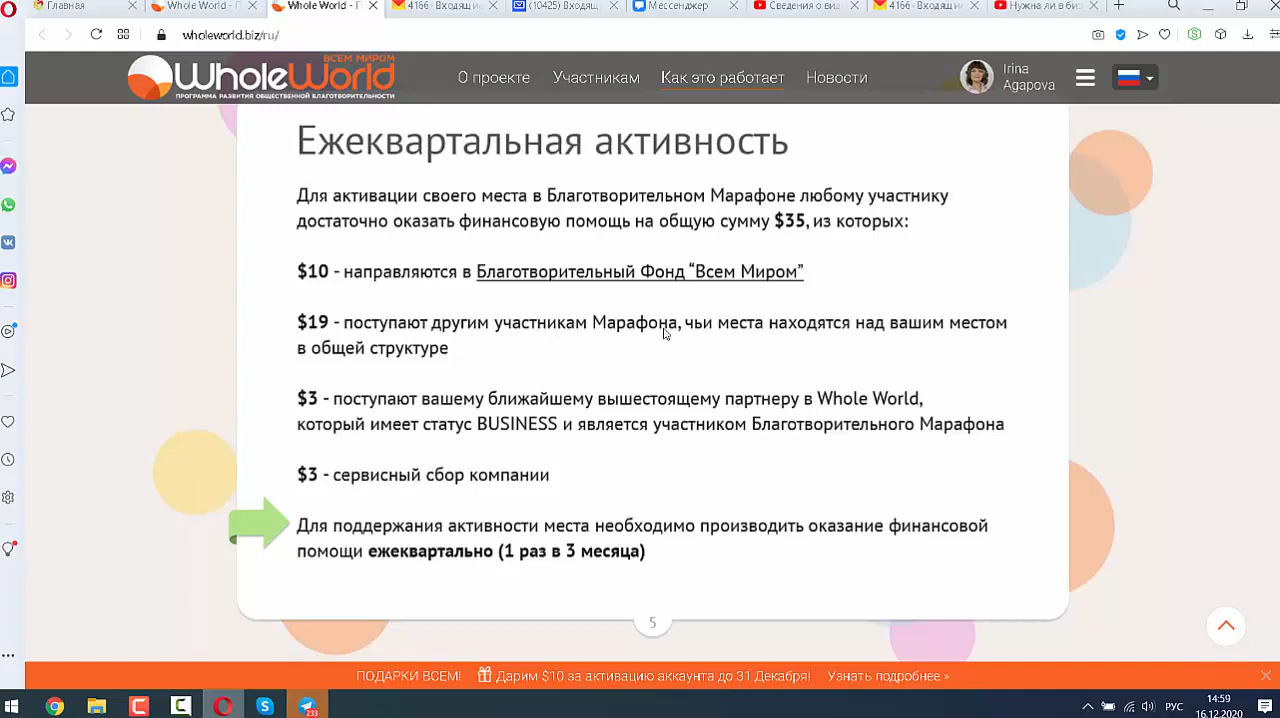 Главная
Whole World - П
Whole World - Г
4166 · Входящие
(10425) Входящ
Мессенджер
Сведения о вид
4166 · Входящи
Нужна ли в биз
wholeworld.biz/ru/
ВСЕМ МИРОМ
WHOLEWORLD
ПРОГРАММА РАЗВИТИЯ ОБЩЕСТВЕННОЙ БЛАГОТВОРИТЕЛЬНОСТИ
О проекте
Участникам
Как это работает
Новости
Irina
Agapova
Ежеквартальная активность
Для активации своего места в Благотворительном Марафоне любому участнику
достаточно оказать финансовую помощь на общую сумму $35, из которых:
$10 - направляются в Благотворительный Фонд “Всем Миром”
$19 - поступают другим участникам Марафона, чьи места находятся над вашим местом
в общей структуре
$3 - поступают вашему ближайшему вышестоящему партнеру в Whole World,
который имеет статус BUSINESS и является участником Благотворительного Марафона
$3 - сервисный сбор компании
Для поддержания активности места необходимо производить оказание финансовой
помощи ежеквартально (1 раз в 3 месяца)
5
ПОДАРКИ ВСЕМ! Дарим $10 за активацию аккаунта до 31 Декабря! Узнать подробнее »
233
РУС
14:59
16.12.2020